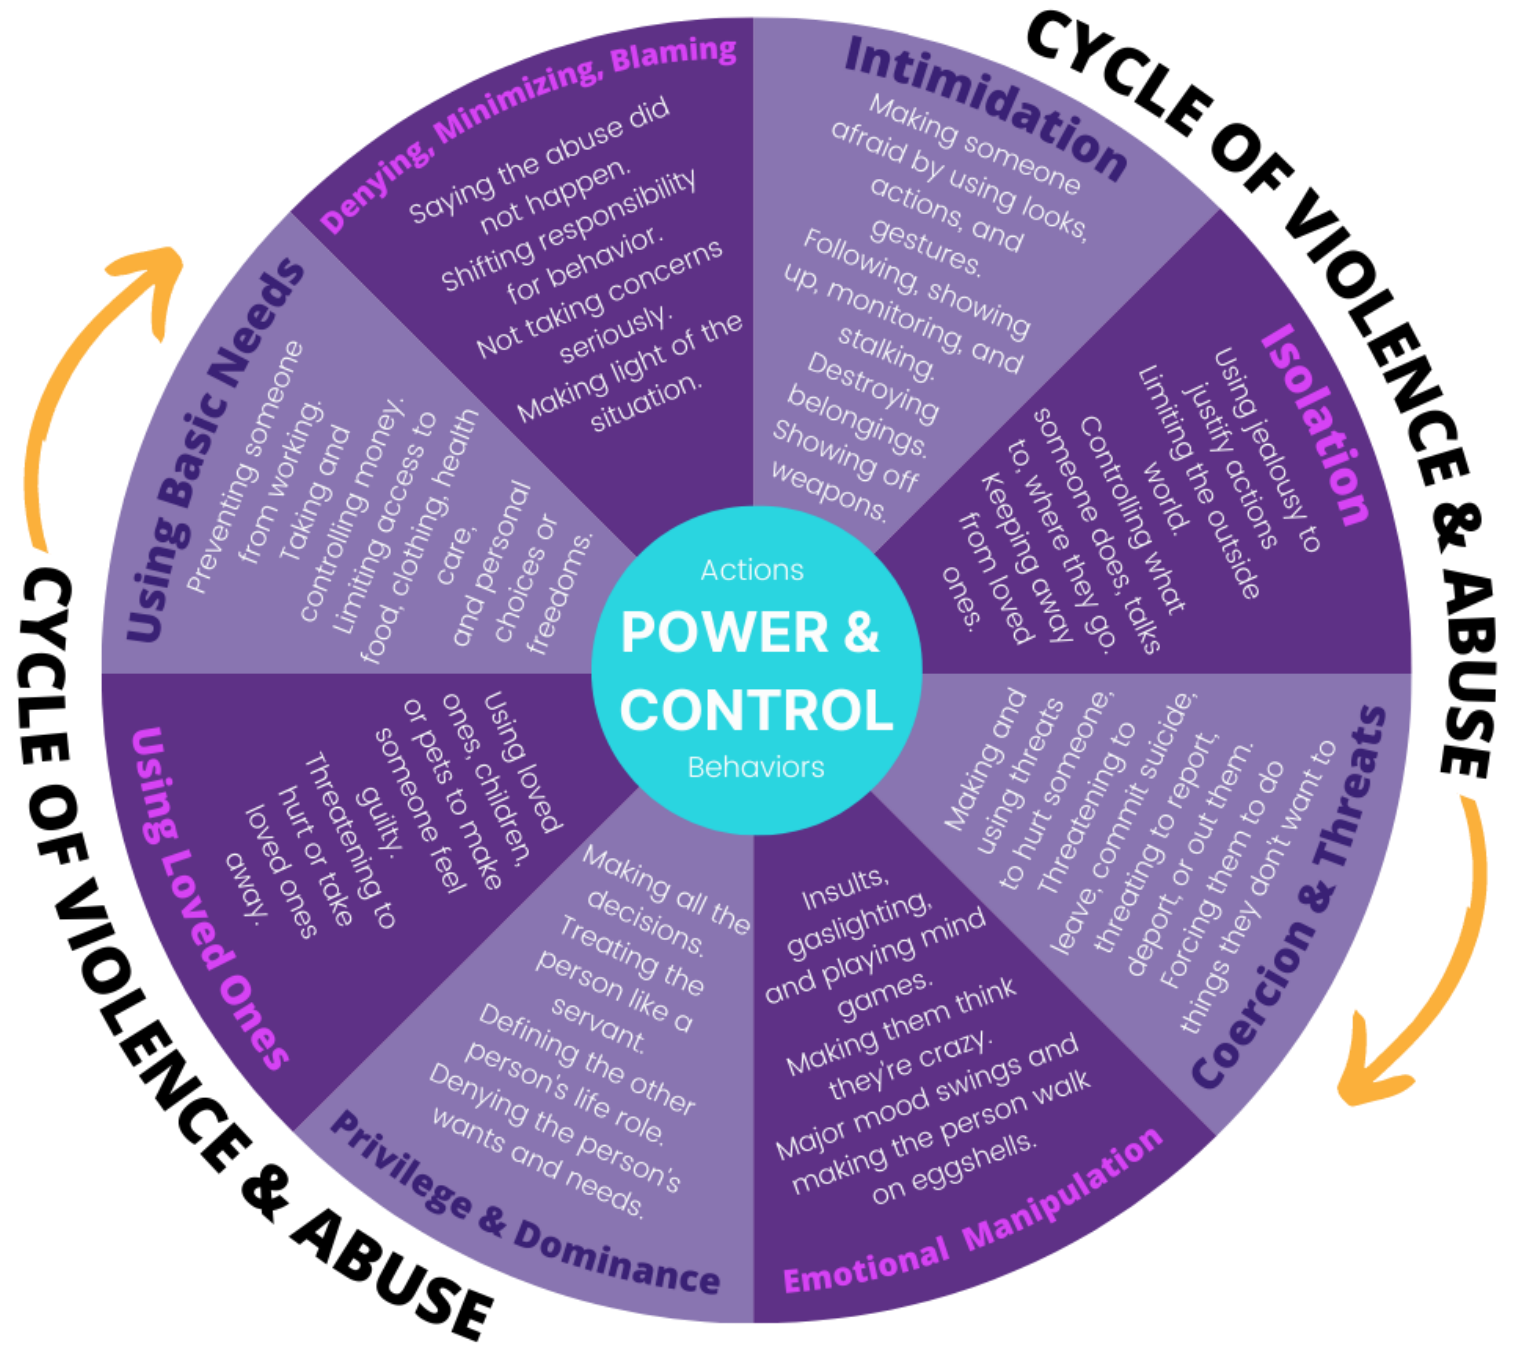 CYCLE OF VIOLENCE & ABUSE
Intimidation
Making someone
afraid by using looks,
actions, and
gestures.
Following, showing
up, monitoring, and
stalking.
Destroying
belongings.
Showing off
weapons.
Isolation
Using jealousy to
justify actions
Limiting the outside
world.
Controlling what
someone does, talks
to, where they go.
Keeping away
from loved
ones.
Coercion & Threats
Making and
using threats
to hurt someone,
Threatening to
leave, commit suicide,
threating to report,
deport, or out them.
Forcing them to do
things they don't want to
Emotional Manipulation
Insults,
gaslighting,
and playing mind
games.
Making them think
they're crazy.
Major mood swings and
making the person walk
on eggshells.
Privilege & Dominance
Making all the
decisions.
Treating the
person like a
servant.
Defining the other
person's life role.
Denying the person's
wants and needs.
Using Loved Ones
Using loved
ones, children,
or pets to make
someone feel
guilty.
Threatening to
hurt or take
loved ones
away.
Using Basic Needs
Preventing someone
from working.
Taking and
controlling money.
Limiting access to
food, clothing, health
care,
and personal
choices or
freedoms.
Denying, Minimizing, Blaming
Saying the abuse did
not happen.
Shifting responsibility
for behavior.
Not taking concerns
seriously.
Making light of the
situation.
Actions
POWER &
CONTROL
Behaviors
CYCLE OF VIOLENCE & ABUSE